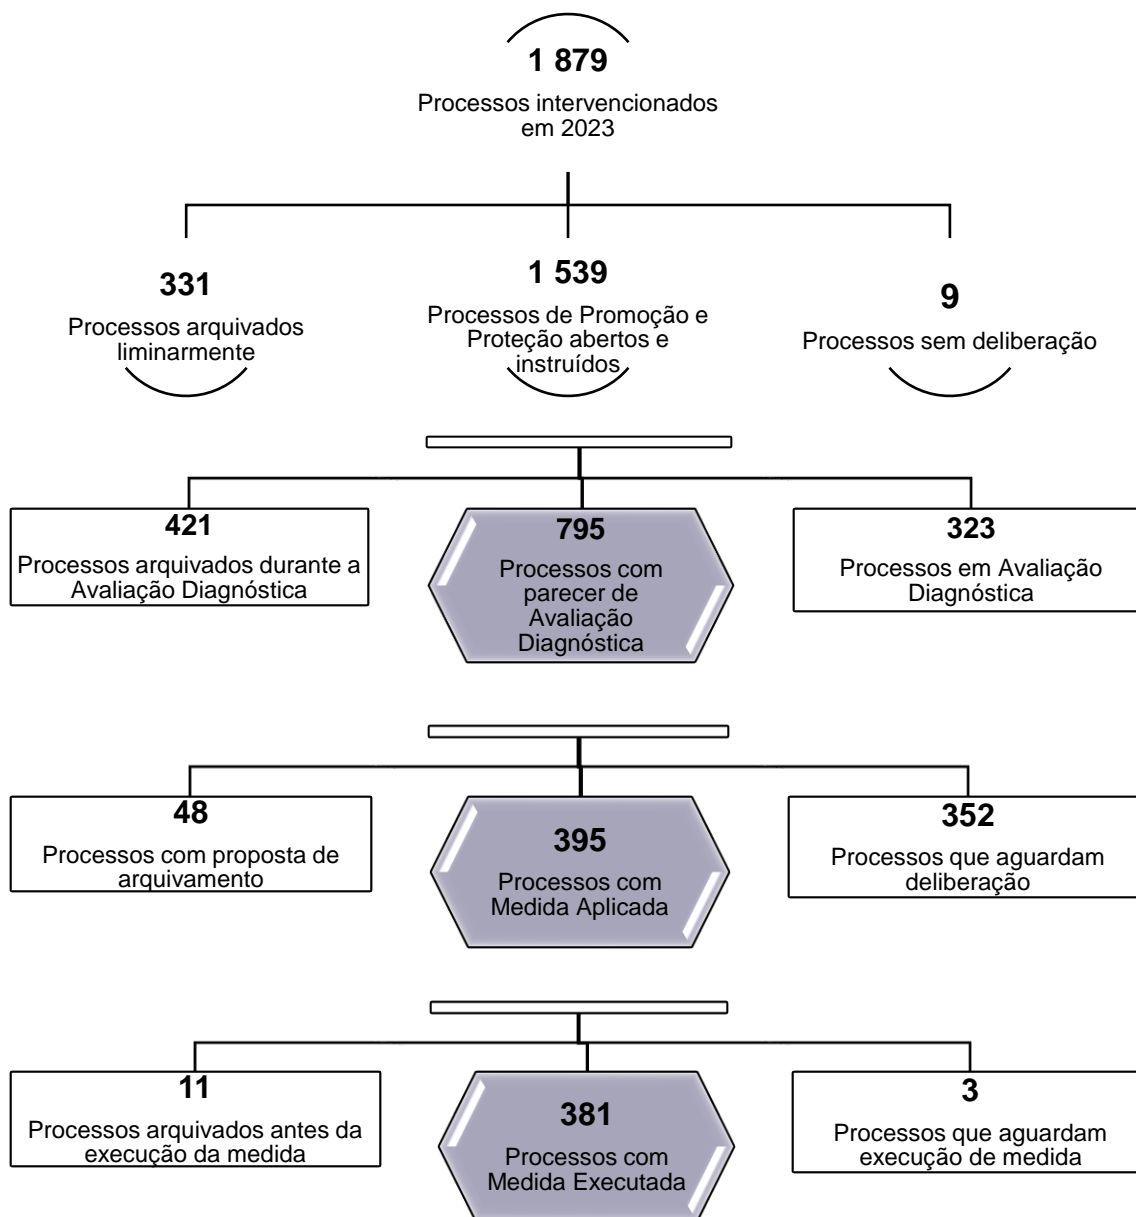 1 879
Processos intervencionados
em 2023
331
Processos arquivados
liminarmente
1 539
Processos de Promoção e
Proteção abertos e
instruídos
9
Processos sem deliberação
421
Processos arquivados durante a
Avaliação Diagnóstica
795
Processos com
parecer de
Avaliação
Diagnóstica
323
Processos em Avaliação
Diagnóstica
48
Processos com proposta de
arquivamento
395
Processos com
Medida Aplicada
352
Processos que aguardam
deliberação
11
Processos arquivados antes da
execução da medida
381
Processos com
Medida Executada
3
Processos que aguardam
execução de medida